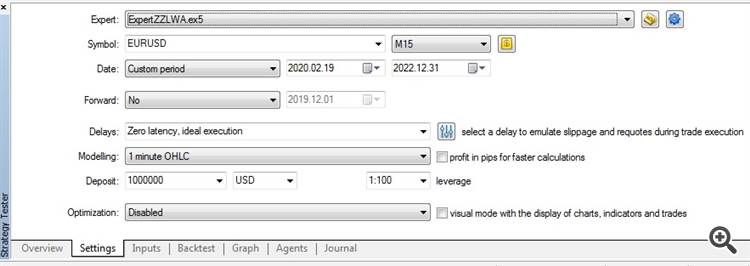 Expert: ExpertZZLWA.ex5
Symbol: EURUSD M15
Date: Custom period 2020.02.19 2022.12.31
Forward: No 2019.12.01
Delays: Zero latency, ideal execution select a delay to emulate slippage and requotes during trade execution
Modelling: 1 minute OHLC profit in pips for faster calculations
Deposit: 1000000 USD 1:100 leverage
Optimization: Disabled visual mode with the display of charts, indicators and trades
Strategy Tester
Overview Settings Inputs Backtest Graph Agents Journal